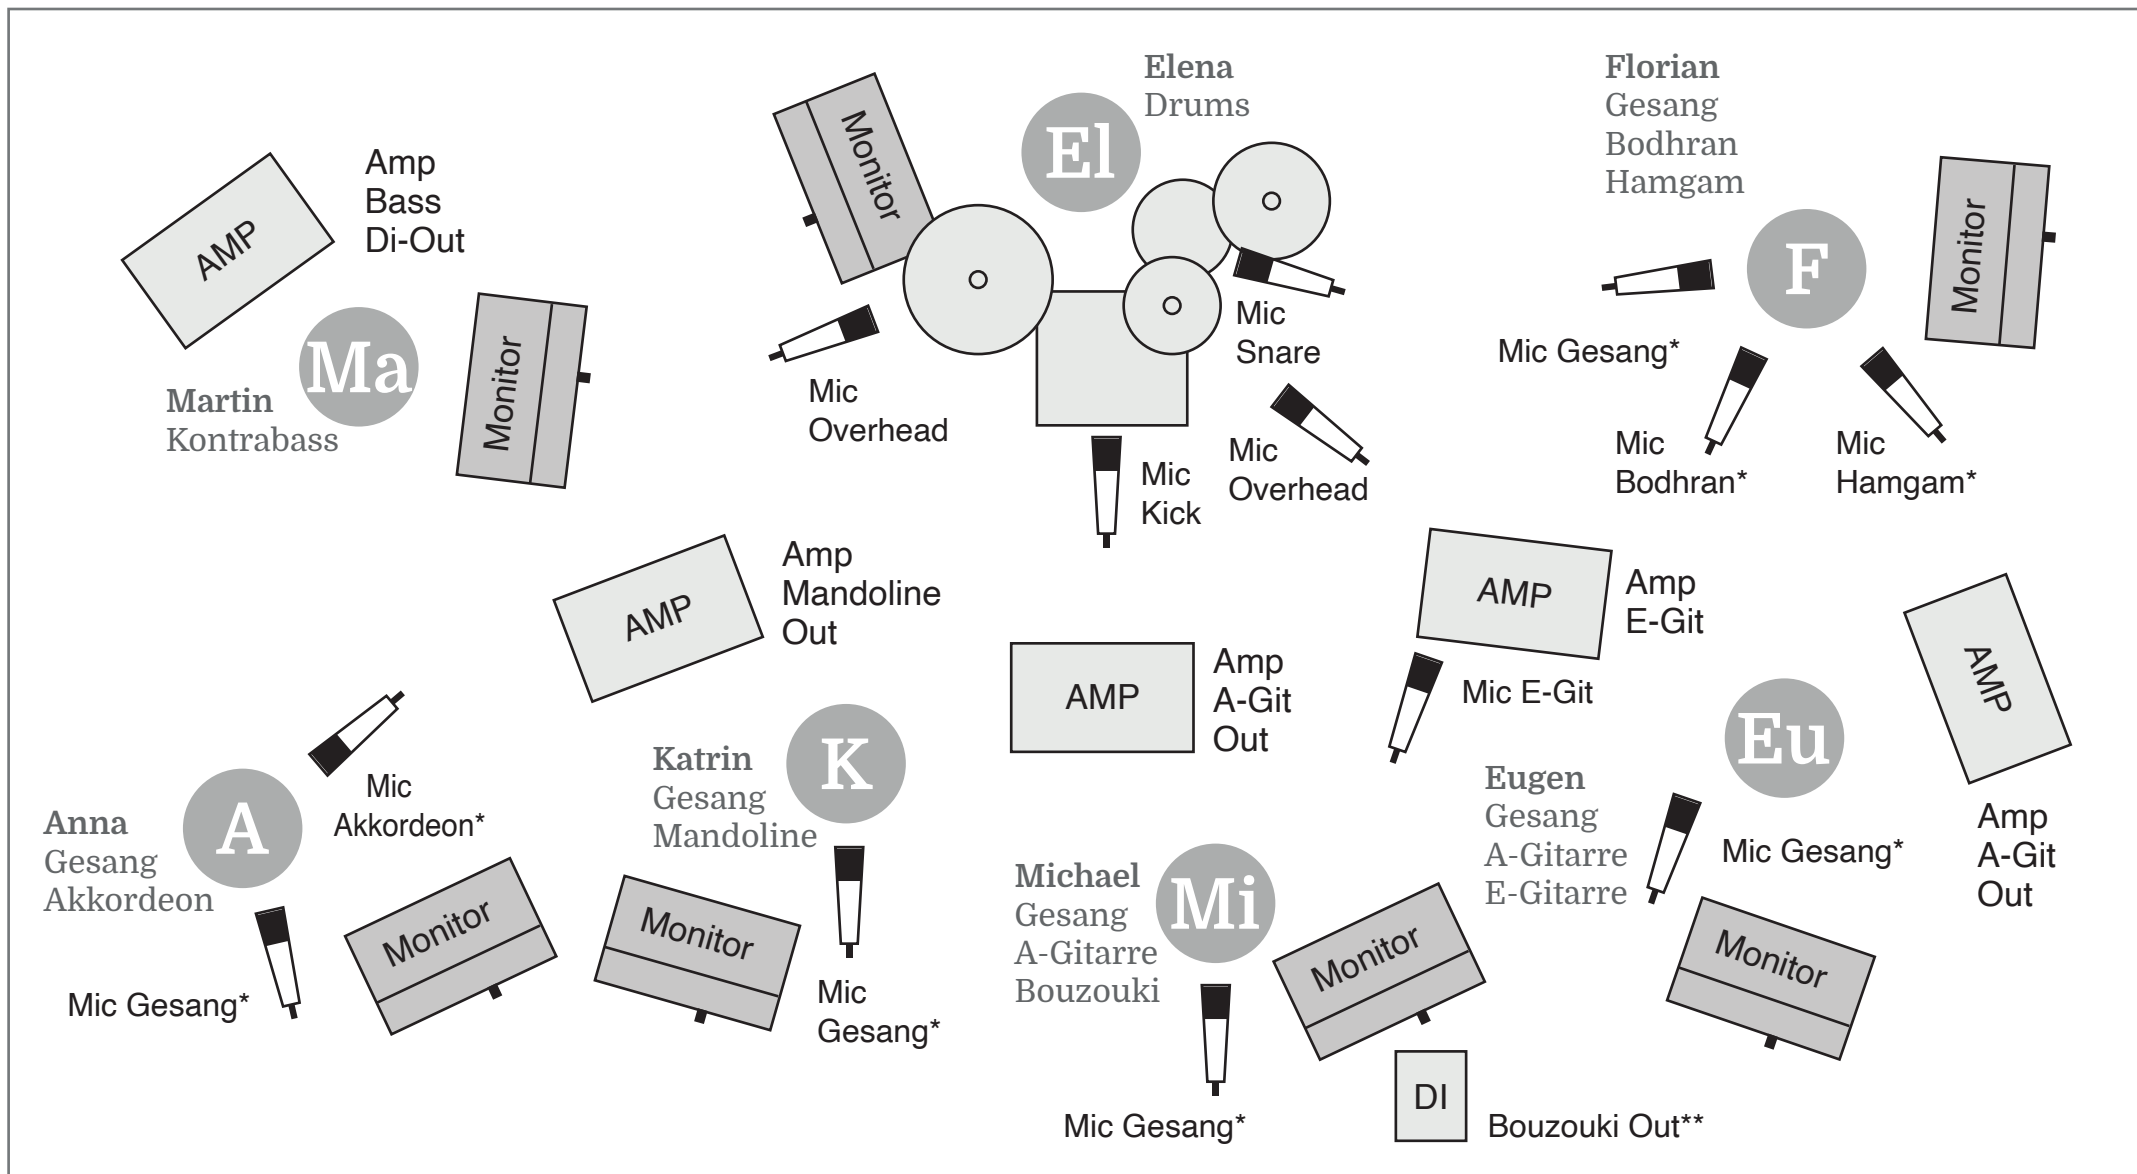 Elena
Drums
El
Monitor
Mic
Snare
Mic
Overhead
Mic
Overhead
Mic
Kick
Florian
Gesang
Bodhran
Hamgam
F
Monitor
Mic Gesang*
Mic
Bodhran*
Mic
Hamgam*
AMP
Amp
Bass
Di-Out
Ma
Martin
Kontrabass
Monitor
AMP
Amp
Mandoline
Out
AMP
Amp
A-Git
Out
AMP
Amp
E-Git
Mic E-Git
AMP
Amp
A-Git
Out
Anna
Gesang
Akkordeon
A
Mic
Akkordeon*
Mic Gesang*
Monitor
Katrin
Gesang
Mandoline
K
Monitor
Mic
Gesang*
Michael
Gesang
A-Gitarre
Bouzouki
Mi
Mic Gesang*
Monitor
DI
Bouzouki Out**
Eugen
Gesang
A-Gitarre
E-Gitarre
Eu
Mic Gesang*
Monitor